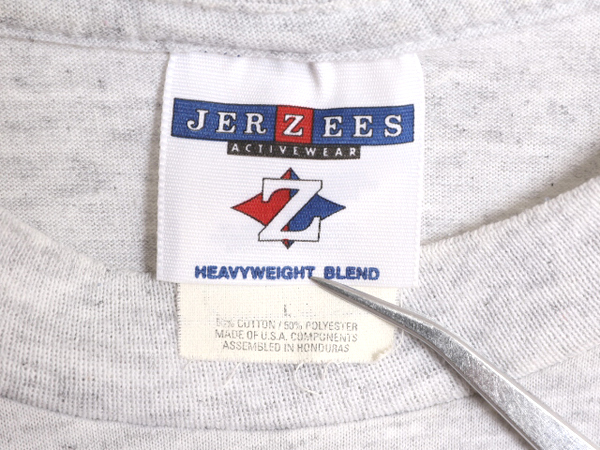 JERZEES
ACTIVEWEAR
Z
HEAVYWEIGHT BLEND
L
50% COTTON / 50% POLYESTER
MADE OF U.S.A. COMPONENTS
ASSEMBLED IN HONDURAS